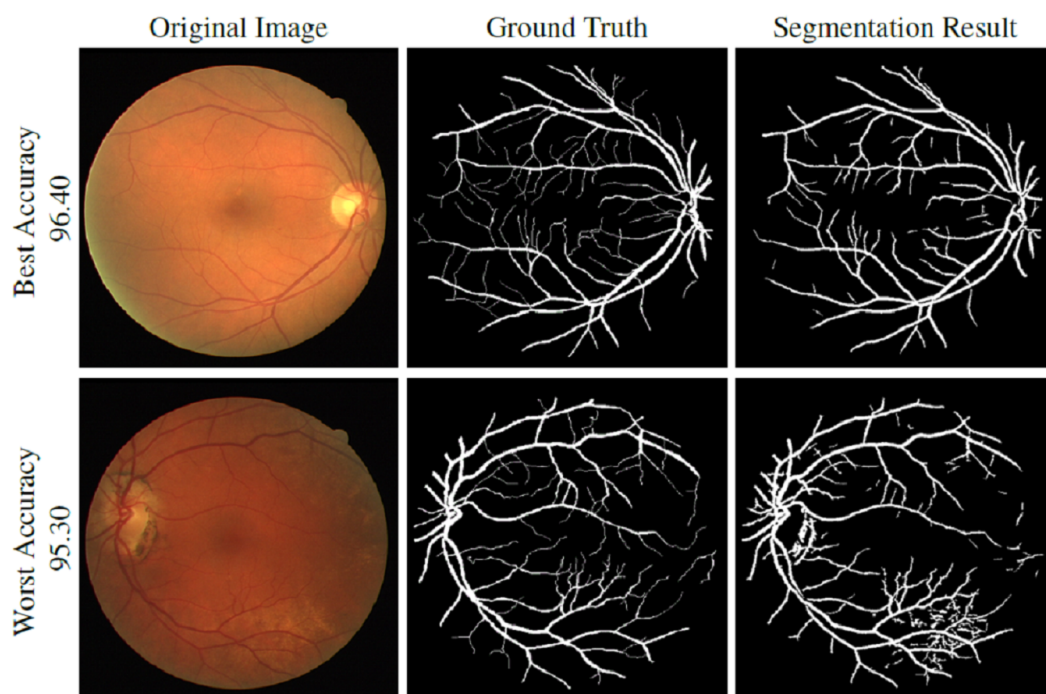 Original Image
Ground Truth
Segmentation Result
Best Accuracy
96.40
Worst Accuracy
95.30